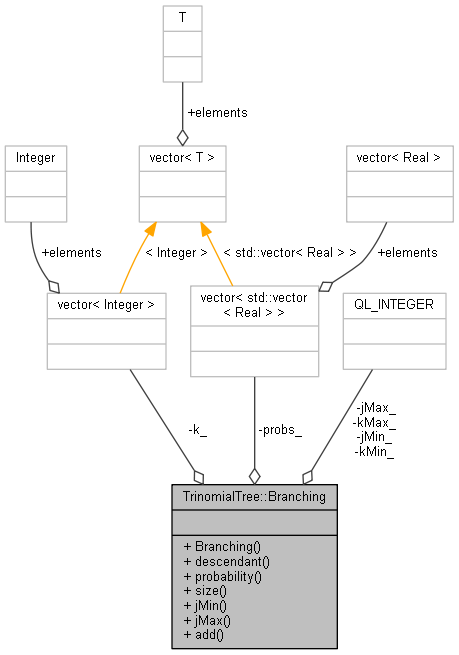 T
+elements
Integer
vector< T >
vector< Real >
+elements
< Integer >
< std::vector< Real > >
+elements
vector< Integer >
vector< std::vector
< Real > >
QL_INTEGER
-k_
-probs_
-jMax_
-kMax_
-jMin_
-kMin_
TrinomialTree::Branching
+ Branching()
+ descendant()
+ probability()
+ size()
+ jMin()
+ jMax()
+ add()